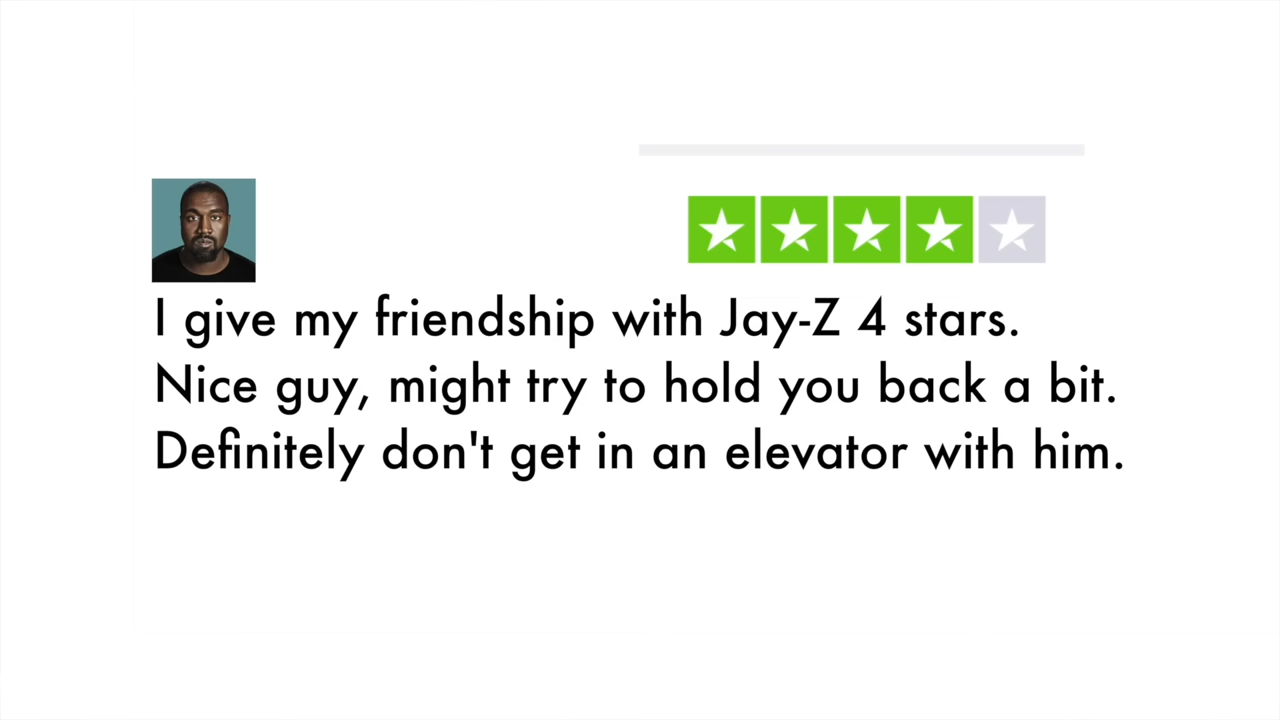 I give my friendship with Jay-Z 4 stars.
Nice guy, might try to hold you back a bit.
Definitely don't get in an elevator with him.